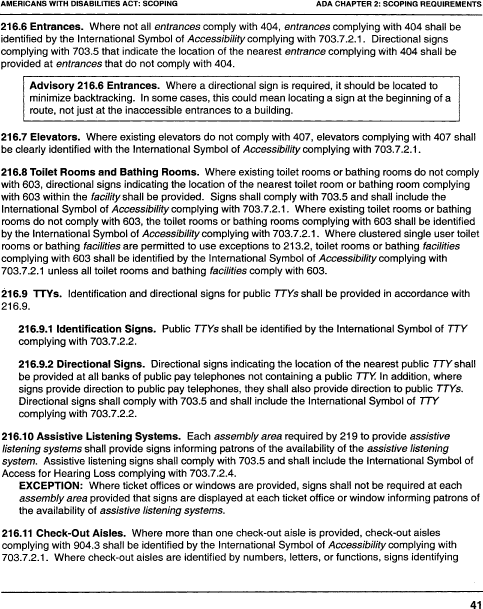 AMERICANS WITH DISABILITIES ACT: SCOPING
ADA CHAPTER 2: SCOPING REQUIREMENTS
216.6 Entrances. Where not all entrances comply with 404, entrances complying with 404 shall be
identified by the International Symbol of Accessibility complying with 703.7.2.1. Directional signs
complying with 703.5 that indicate the location of the nearest entrance complying with 404 shall be
provided at entrances that do not comply with 404.
Advisory 216.6 Entrances. Where a directional sign is required, it should be located to
minimize backtracking. In some cases, this could mean locating a sign at the beginning of a
route, not just at the inaccessible entrances to a building.
216.7 Elevators. Where existing elevators do not comply with 407, elevators complying with 407 shall
be clearly identified with the International Symbol of Accessibility complying with 703.7.2.1.
216.8 Toilet Rooms and Bathing Rooms. Where existing toilet rooms or bathing rooms do not comply
with 603, directional signs indicating the location of the nearest toilet room or bathing room complying
with 603 within the facility shall be provided. Signs shall comply with 703.5 and shall include the
International Symbol of Accessibility complying with 703.7.2.1. Where existing toilet rooms or bathing
rooms do not comply with 603, the toilet rooms or bathing rooms complying with 603 shall be identified
by the International Symbol of Accessibility complying with 703.7.2.1. Where clustered single user toilet
rooms or bathing facilities are permitted to use exceptions to 213.2, toilet rooms or bathing facilities
complying with 603 shall be identified by the International Symbol of Accessibility complying with
703.7.2.1 unless all toilet rooms and bathing facilities comply with 603.
216.9 TTYs. Identification and directional signs for public TTYs shall be provided in accordance with
216.9.
216.9.1 Identification Signs. Public TTYs shall be identified by the International Symbol of TTY
complying with 703.7.2.2.
216.9.2 Directional Signs. Directional signs indicating the location of the nearest public TTY shall
be provided at all banks of public pay telephones not containing a public TTY. In addition, where
signs provide direction to public pay telephones, they shall also provide direction to public TTYs.
Directional signs shall comply with 703.5 and shall include the International Symbol of TTY
complying with 703.7.2.2.
216.10 Assistive Listening Systems. Each assembly area required by 219 to provide assistive
listening systems shall provide signs informing patrons of the availability of the assistive listening
system. Assistive listening signs shall comply with 703.5 and shall include the International Symbol of
Access for Hearing Loss complying with 703.7.2.4.
EXCEPTION: Where ticket offices or windows are provided, signs shall not be required at each
assembly area provided that signs are displayed at each ticket office or window informing patrons of
the availability of assistive listening systems.
216.11 Check-Out Aisles. Where more than one check-out aisle is provided, check-out aisles
complying with 904.3 shall be identified by the International Symbol of Accessibility complying with
703.7.2.1. Where check-out aisles are identified by numbers, letters, or functions, signs identifying
41